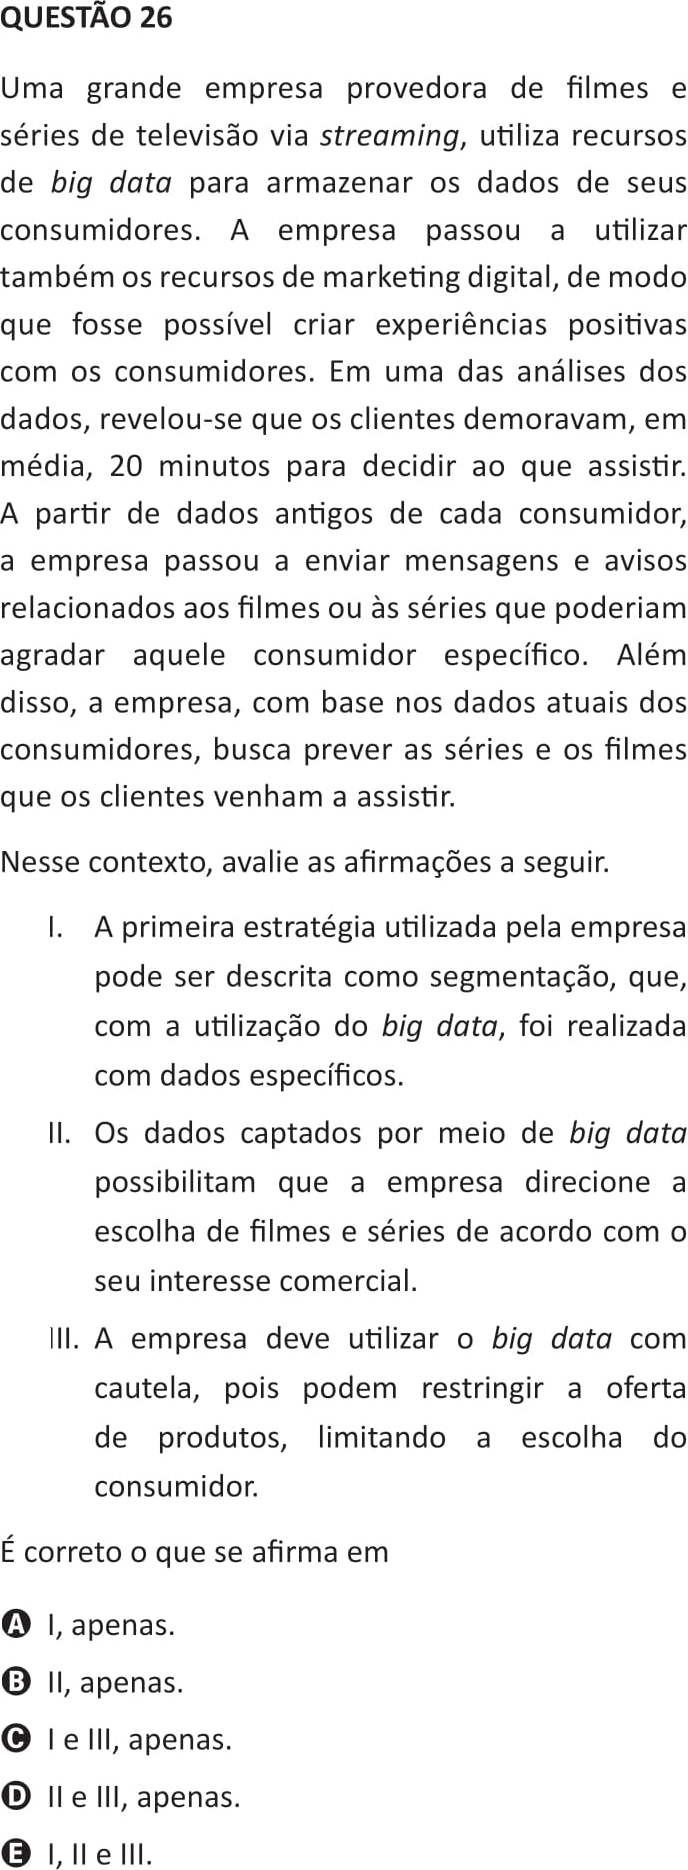 QUESTÃO 26
Uma grande empresa provedora de filmes e
séries de televisão via streaming, utiliza recursos
de big data para armazenar os dados de seus
consumidores. A empresa passou a utilizar
também os recursos de marketing digital, de modo
que fosse possível criar experiências positivas
com os consumidores. Em uma das análises dos
dados, revelou-se que os clientes demoravam, em
média, 20 minutos para decidir ao que assistir.
A partir de dados antigos de cada consumidor,
a empresa passou a enviar mensagens e avisos
relacionados aos filmes ou às séries que poderiam
agradar aquele consumidor específico. Além
disso, a empresa, com base nos dados atuais dos
consumidores, busca prever as séries e os filmes
que os clientes venham a assistir.
Nesse contexto, avalie as afirmações a seguir.
I. A primeira estratégia utilizada pela empresa
pode ser descrita como segmentação, que,
com a utilização do big data, foi realizada
com dados específicos.
II. Os dados captados por meio de big data
possibilitam que a empresa direcione a
escolha de filmes e séries de acordo com o
seu interesse comercial.
III. A empresa deve utilizar o big data com
cautela, pois podem restringir a oferta
de produtos, limitando a escolha do
consumidor.
É correto o que se afirma em
A I, apenas.
B II, apenas.
C I e III, apenas.
D II e III, apenas.
E I, II e III.